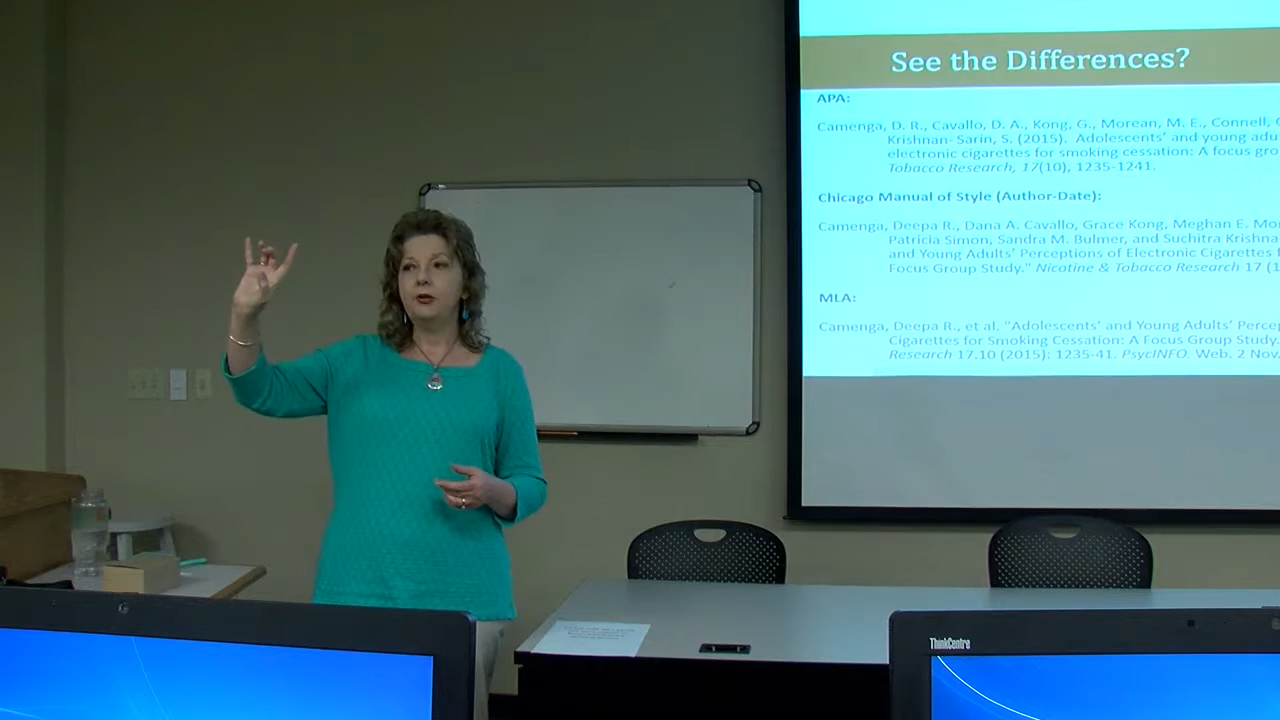 See the Differences?
APA:
Camenga, D. R., Cavallo, D. A., Kong, G., Morean, M. E., Connell,
Krishnan- Sarin, S. (2015). Adolescents' and young adu
electronic cigarettes for smoking cessation: A focus gro
Tobacco Research, 17(10), 1235-1241.
Chicago Manual of Style (Author-Date):
Camenga, Deepa R., Dana A. Cavallo, Grace Kong, Meghan E. Mo
Patricia Simon, Sandra M. Bulmer, and Suchitra Krishna
and Young Adults' Perceptions of Electronic Cigarettes
Focus Group Study." Nicotine & Tobacco Research 17 (1
MLA:
Camenga, Deepa R., et al. "Adolescents' and Young Adults' Perce
Cigarettes for Smoking Cessation: A Focus Group Study.
Research 17.10 (2015): 1235-41. PsycINFO. Web. 2 Nov.
ThinkCentre